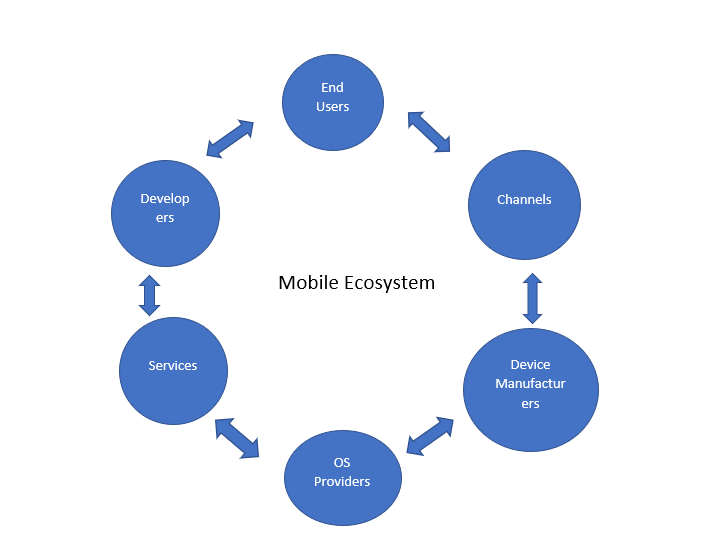 End
Users
Develop
ers
Channels
Mobile Ecosystem
Services
Device
Manufactur
ers
OS
Providers